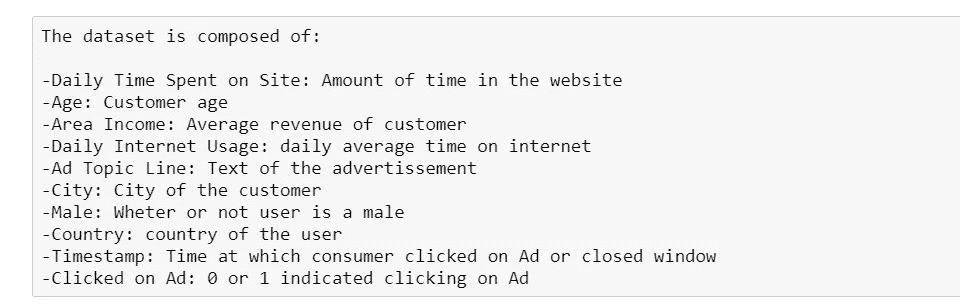 The dataset is composed of:
-Daily Time Spent on Site: Amount of time in the website
-Age: Customer age
-Area Income: Average revenue of customer
-Daily Internet Usage: daily average time on internet
-Ad Topic Line: Text of the advertissement
-City: City of the customer
-Male: Wheter or not user is a male
-Country: country of the user
-Timestamp: Time at which consumer clicked on Ad or closed window
-Clicked on Ad: 0 or 1 indicated clicking on Ad